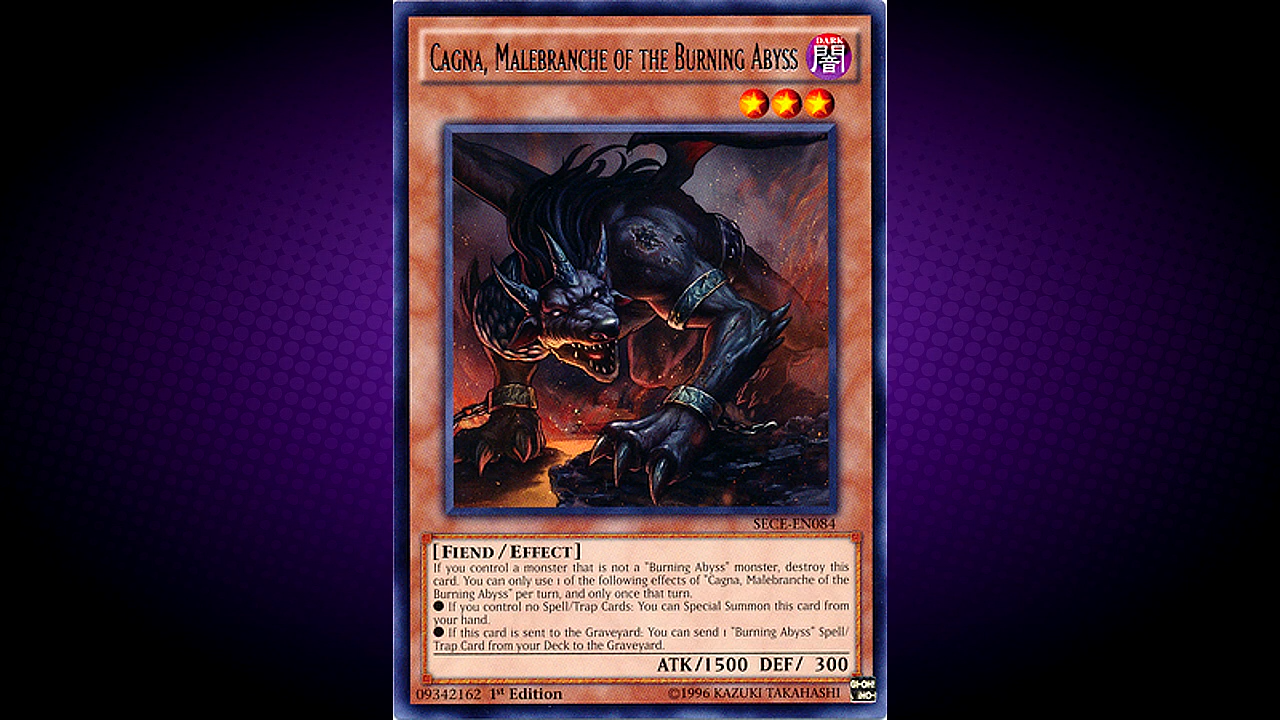 Cagna, Malebranche of the Burning Abyss
DARK
闇
SECE-EN084
[Fiend/Effect]
If you control a monster that is not a "Burning Abyss" monster, destroy this
card. You can only use 1 of the following effects of "Cagna, Malebranche of the
Burning Abyss" per turn, and only once that turn.
● If you control no Spell/Trap Cards: You can Special Summon this card from
your hand.
● If this card is sent to the Graveyard: You can send 1 "Burning Abyss" Spell/
Trap Card from your Deck to the Graveyard.
ATK/1500 DEF/ 300
09342162 1st Edition ©1996 KAZUKI TAKAHASHI